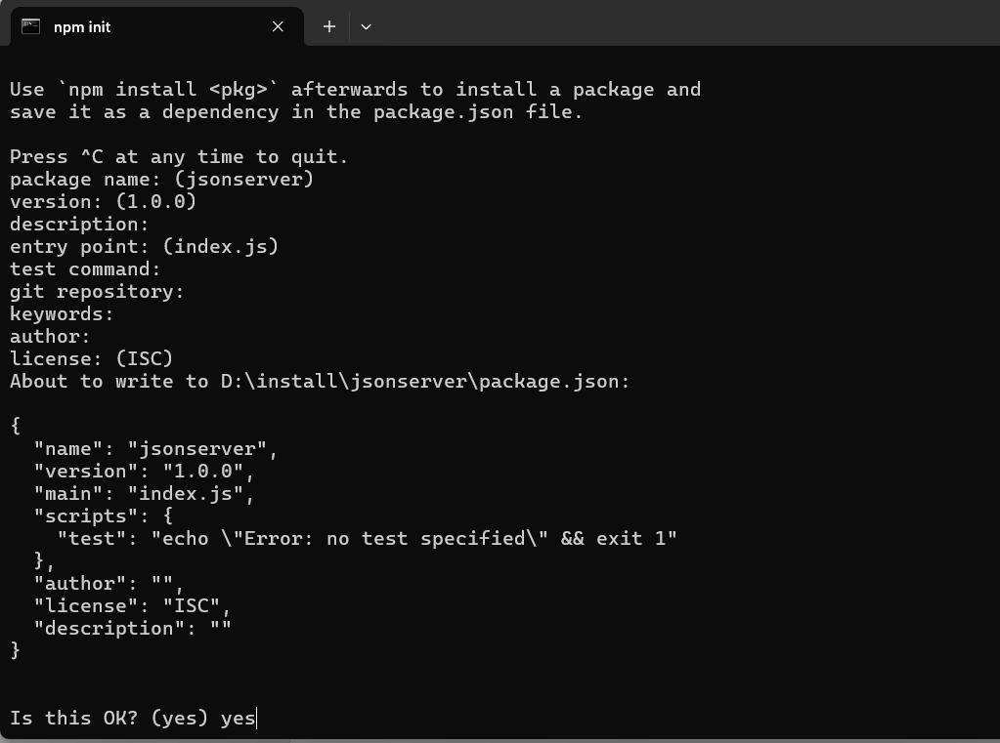 npm init
Use `npm install <pkg>` afterwards to install a package and
save it as a dependency in the package.json file.
Press ^C at any time to quit.
package name: (jsonserver)
version: (1.0.0)
description:
entry point: (index.js)
test command:
git repository:
keywords:
author:
license: (ISC)
About to write to D:\install\jsonserver\package.json:
{
  "name": "jsonserver",
  "version": "1.0.0",
  "main": "index.js",
  "scripts": {
    "test": "echo \"Error: no test specified\" && exit 1"
  },
  "author": "",
  "license": "ISC",
  "description": ""
}
Is this OK? (yes) yes